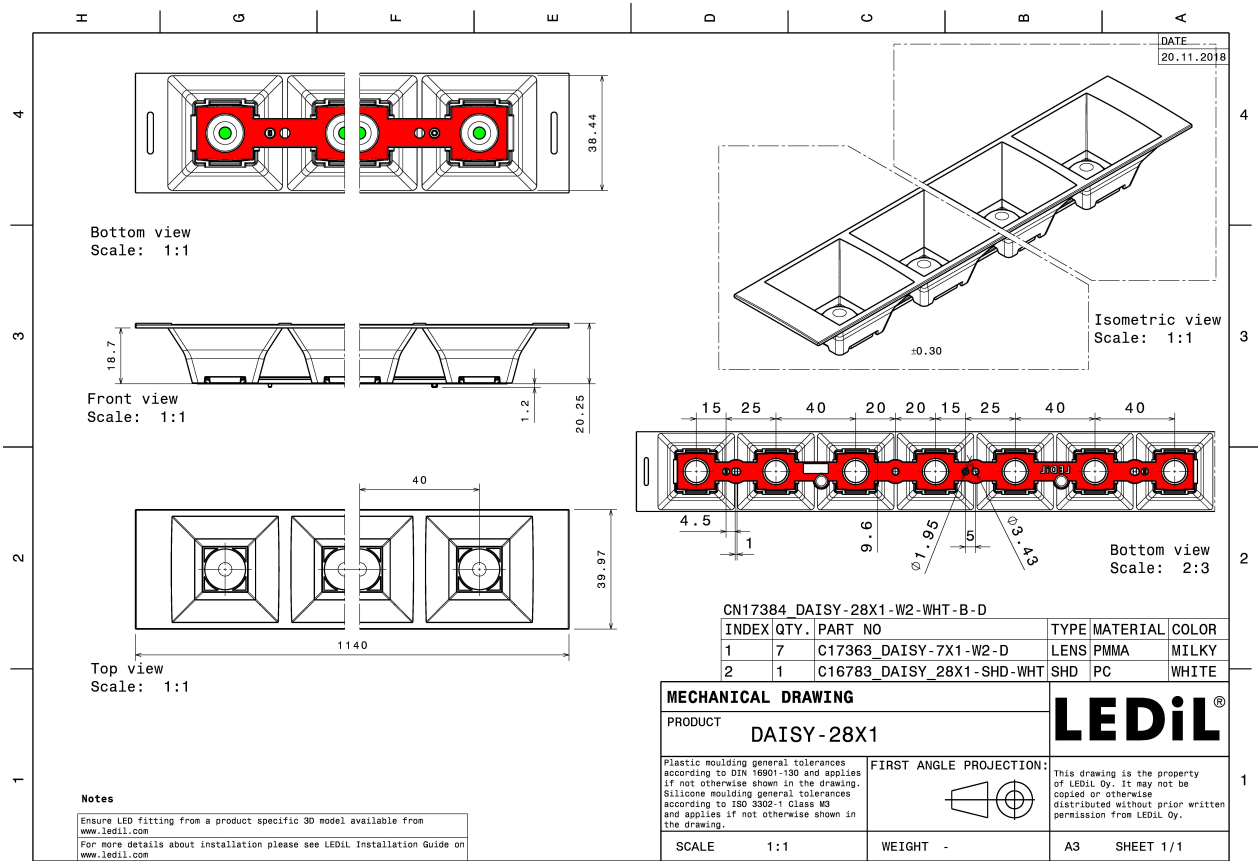 H G F E D C B A
DATE
20.11.2018
4
4
38.44
Bottom view
Scale: 1:1
3
3
18.7
1.2
20.25
Front view
Scale: 1:1
Isometric view
Scale: 1:1
±0.30
15 25 40 20 20 15 25 40 40
LEDiL
4.5
1
9.6
Ø1.95
5
Ø3.43
Bottom view
Scale: 2:3
2
2
40
39.97
1140
Top view
Scale: 1:1
CN17384_DAISY-28X1-W2-WHT-B-D
INDEX QTY. PART NO TYPE MATERIAL COLOR
1 7 C17363_DAISY-7X1-W2-D LENS PMMA MILKY
2 1 C16783_DAISY_28X1-SHD-WHT SHD PC WHITE
MECHANICAL DRAWING
PRODUCT
DAISY-28X1
LEDiL®
Plastic moulding general tolerances
according to DIN 16901-130 and applies
if not otherwise shown in the drawing.
Silicone moulding general tolerances
according to ISO 3302-1 Class M3
and applies if not otherwise shown in
the drawing.
FIRST ANGLE PROJECTION:
This drawing is the property
of LEDiL Oy. It may not be
copied or otherwise
distributed without prior written
permission from LEDiL Oy.
SCALE 1:1
WEIGHT -
A3 SHEET 1/1
1
1
Notes
Ensure LED fitting from a product specific 3D model available from
www.ledil.com
For more details about installation please see LEDiL Installation Guide on
www.ledil.com